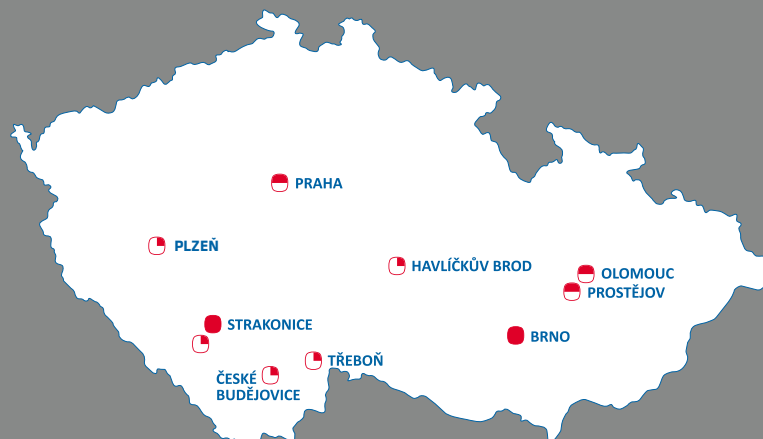 PRAHA
PLZEŇ
HAVLÍČKŮV BROD
OLOMOUC
PROSTĚJOV
STRAKONICE
BRNO
TŘEBOŇ
ČESKÉ
BUDĚJOVICE